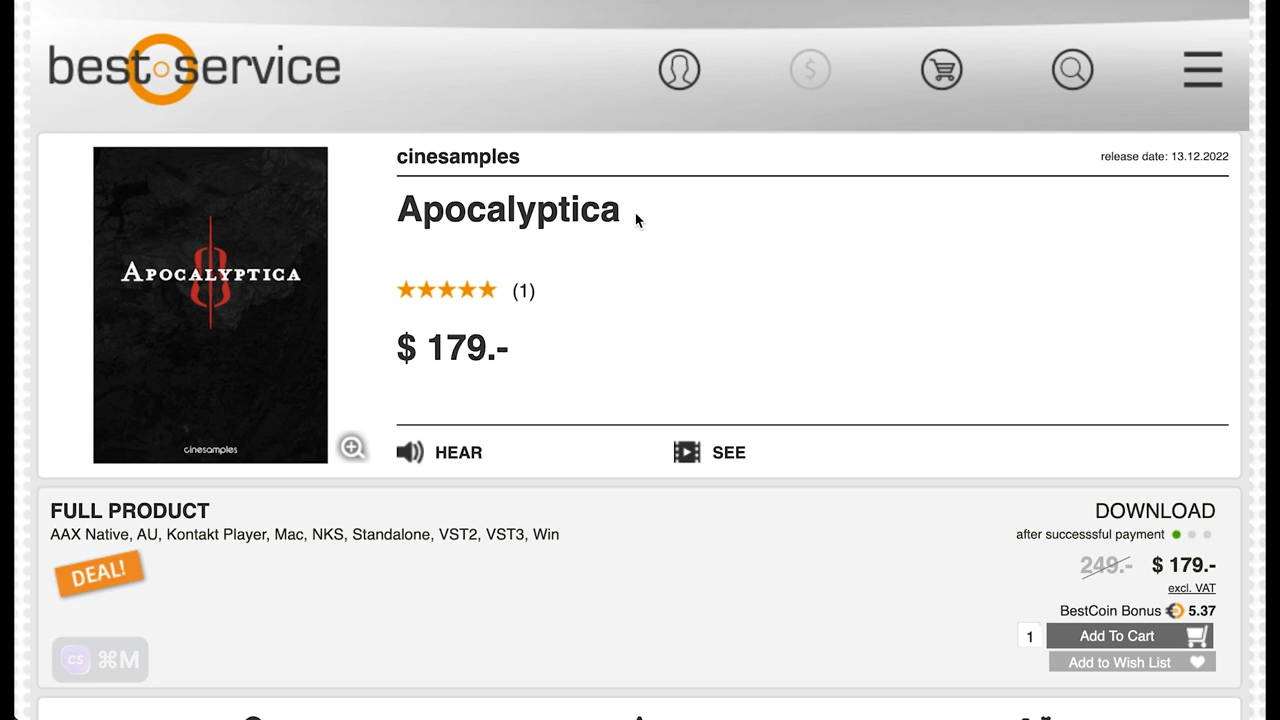 best service
$
cinesamples
release date: 13.12.2022
Apocalyptica
APOCALYPTICA
cinesamples
(1)
$ 179.-
HEAR
SEE
FULL PRODUCT
DOWNLOAD
AAX Native, AU, Kontakt Player, Mac, NKS, Standalone, VST2, VST3, Win
after successsful payment
DEAL!
249.- $ 179.-
excl. VAT
BestCoin Bonus 5.37
1 Add To Cart
Add to Wish List
cs ⌘M